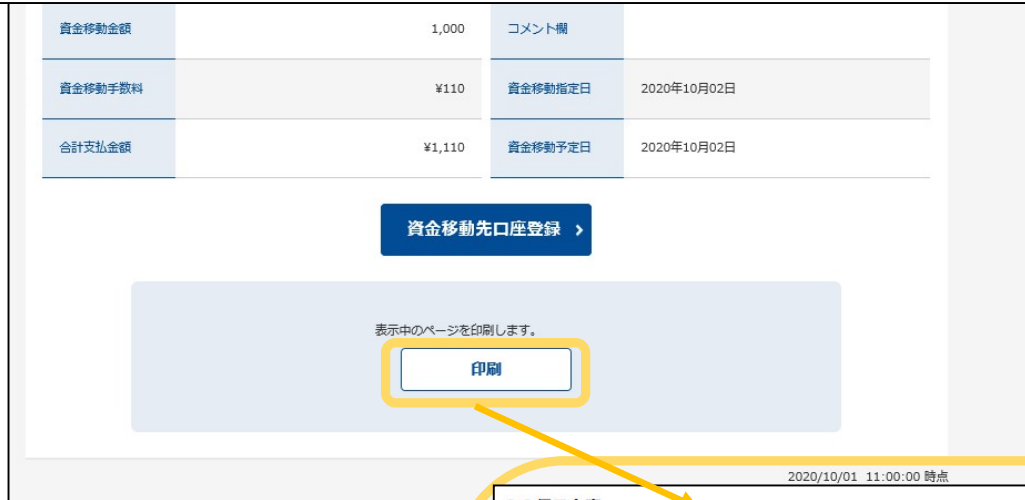 資金移動金額 1,000 コメント欄
資金移動手数料 ¥110 資金移動指定日 2020年10月02日
合計支払金額 ¥1,110 資金移動予定日 2020年10月02日
資金移動先口座登録
表示中のページを印刷します。
印刷
2020/10/01 11:00:00 時点